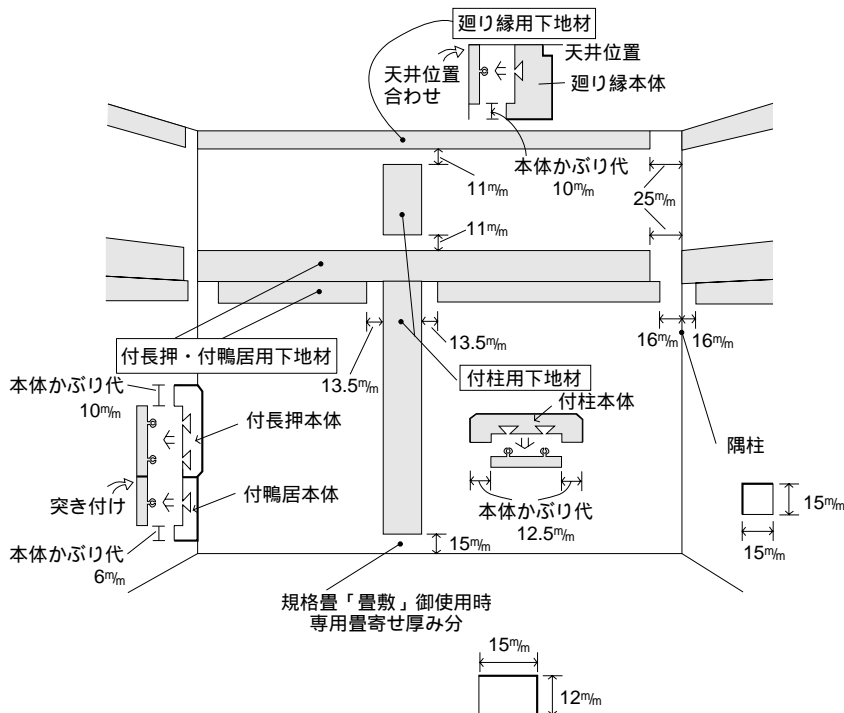 廻り縁用下地材
天井位置
天井位置
合わせ
廻り縁本体
本体かぶり代
10m/m
11m/m
25m/m
11m/m
13.5m/m
13.5m/m
16m/m
16m/m
付長押・付鴨居用下地材
付柱用下地材
本体かぶり代
10m/m
付長押本体
付柱本体
隅柱
突き付け
付鴨居本体
本体かぶり代
12.5m/m
15m/m
15m/m
本体かぶり代
6m/m
15m/m
規格畳「畳敷」御使用時
専用畳寄せ厚み分
15m/m
12m/m